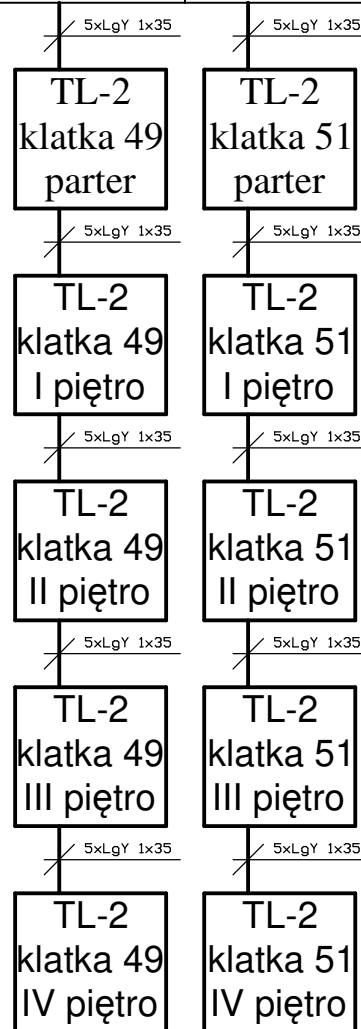 5xLgY 1x35
5xLgY 1x35
TL-2
klatka 49
parter
TL-2
klatka 51
parter
5xLgY 1x35
5xLgY 1x35
TL-2
klatka 49
I piętro
TL-2
klatka 51
I piętro
5xLgY 1x35
5xLgY 1x35
TL-2
klatka 49
II piętro
TL-2
klatka 51
II piętro
5xLgY 1x35
5xLgY 1x35
TL-2
klatka 49
III piętro
TL-2
klatka 51
III piętro
5xLgY 1x35
5xLgY 1x35
TL-2
klatka 49
IV piętro
TL-2
klatka 51
IV piętro